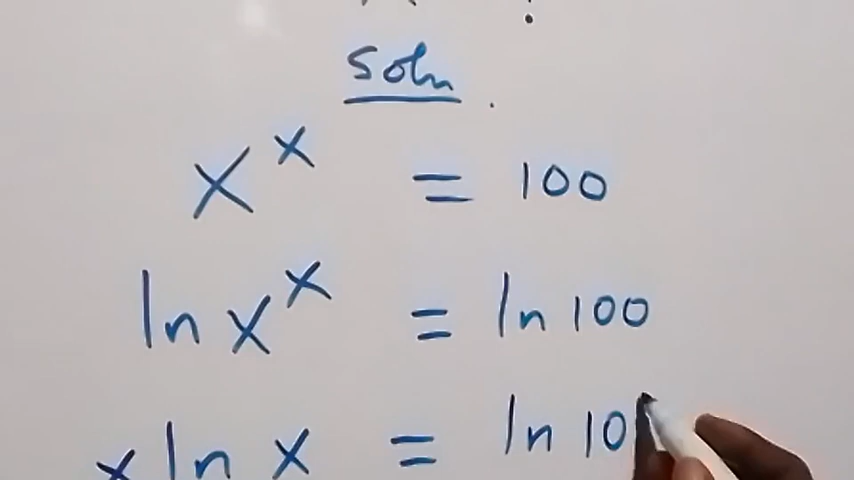 ?
Soln.
x^x = 100
ln x^x = ln 100
x ln x = ln 10